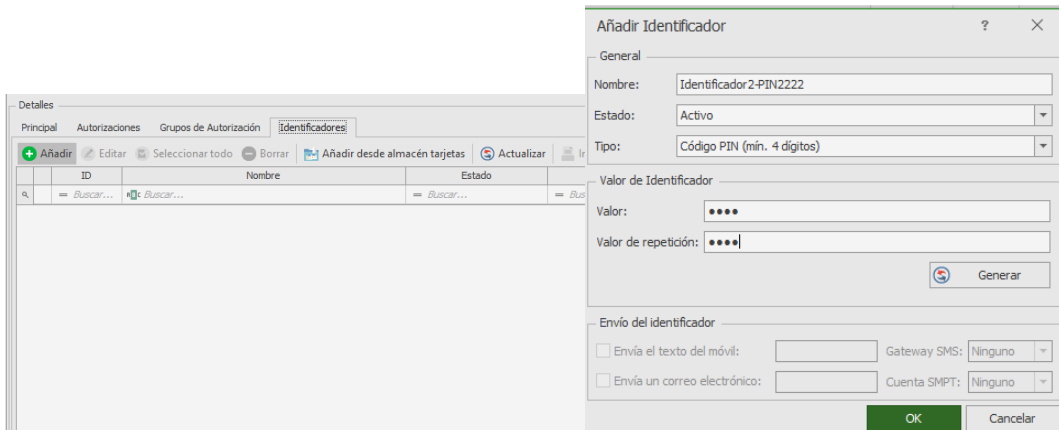 Detalles
Principal Autorizaciones Grupos de Autorización Identificadores
Añadir Editar Seleccionar todo Borrar Añadir desde almacén tarjetas Actualizar
ID Nombre Estado
= Buscar... Buscar... = Buscar... = Bus
Añadir Identificador ?
General
Nombre: Identificador2-PIN2222
Estado: Activo
Tipo: Código PIN (mín. 4 dígitos)
Valor de Identificador
Valor: ●●●●
Valor de repetición: ●●●●
Generar
Envío del identificador
Envía el texto del móvil: Gateway SMS: Ninguno
Envía un correo electrónico: Cuenta SMPT: Ninguno
OK Cancelar